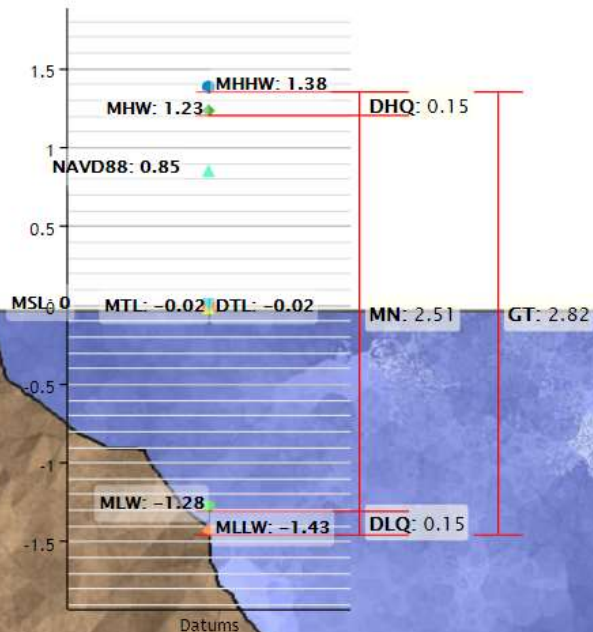 1.5
MHHW: 1.38
MHW: 1.23
DHQ: 0.15
1
NAVD88: 0.85
0.5
MSL: 0
0
MTL: −0.02
DTL: −0.02
MN: 2.51
GT: 2.82
-0.5
-1
MLW: −1.28
MLLW: −1.43
DLQ: 0.15
-1.5
Datums